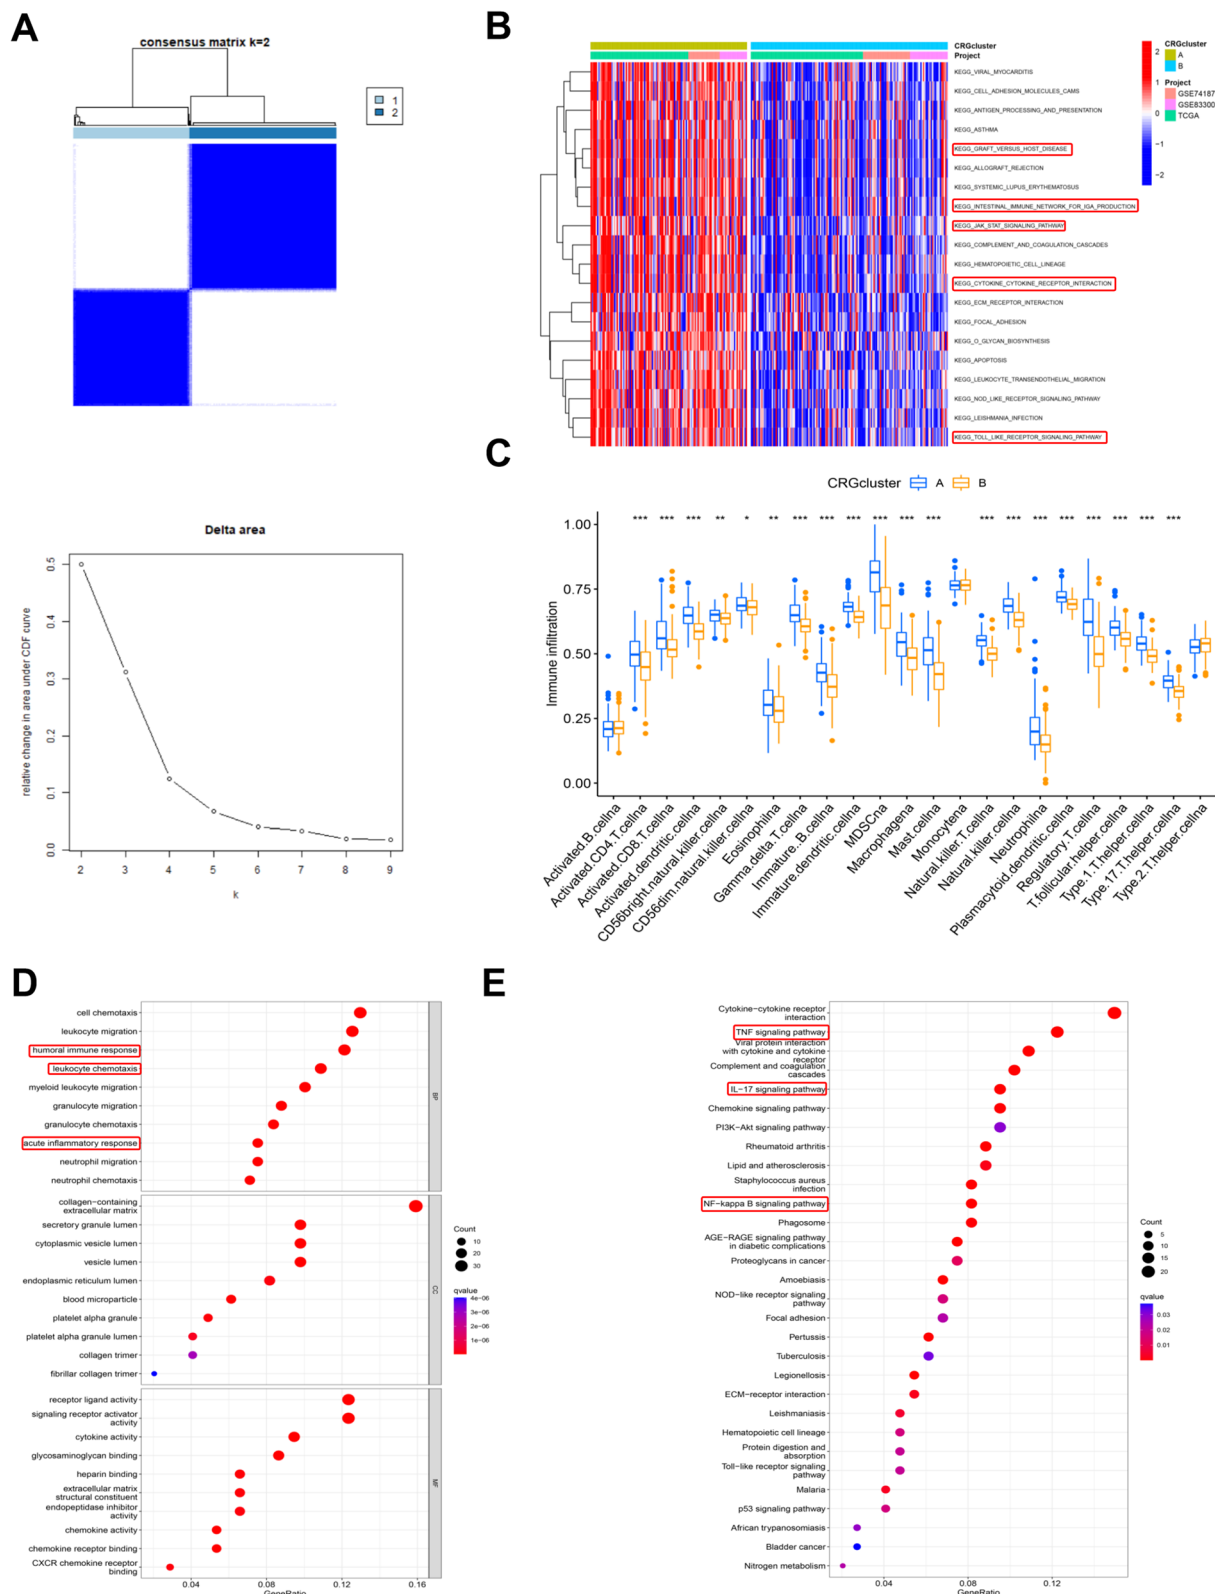 A
consensus matrix k=2
1
2
Delta area
relative change in area under CDF curve
0.5
0.4
0.3
0.2
0.1
0.0
2 3 4 5 6 7 8 9
k
B
CRGcluster
Project
KEGG_VIRAL_MYOCARDITIS
KEGG_CELL_ADHESION_MOLECULES_CAMS
KEGG_ANTIGEN_PROCESSING_AND_PRESENTATION
KEGG_ASTHMA
KEGG_GRAFT_VERSUS_HOST_DISEASE
KEGG_ALLOGRAFT_REJECTION
KEGG_SYSTEMIC_LUPUS_ERYTHEMATOSUS
KEGG_INTESTINAL_IMMUNE_NETWORK_FOR_IGA_PRODUCTION
KEGG_JAK_STAT_SIGNALING_PATHWAY
KEGG_COMPLEMENT_AND_COAGULATION_CASCADES
KEGG_HEMATOPOIETIC_CELL_LINEAGE
KEGG_CYTOKINE_CYTOKINE_RECEPTOR_INTERACTION
KEGG_ECM_RECEPTOR_INTERACTION
KEGG_FOCAL_ADHESION
KEGG_O_GLYCAN_BIOSYNTHESIS
KEGG_APOPTOSIS
KEGG_LEUKOCYTE_TRANSENDOTHELIAL_MIGRATION
KEGG_NOD_LIKE_RECEPTOR_SIGNALING_PATHWAY
KEGG_LEISHMANIA_INFECTION
KEGG_TOLL_LIKE_RECEPTOR_SIGNALING_PATHWAY
2
1
0
−1
−2
CRGcluster
A
B
Project
GSE74187
GSE83300
TCGA
C
CRGcluster A B
*** *** *** ** * ** *** *** *** *** *** *** *** *** *** *** *** *** *** ***
Immune infiltration
1.00
0.75
0.50
0.25
0.00
Activated.B.cellna
Activated.CD4.T.cellna
Activated.CD8.T.cellna
Activated.dendritic.cellna
CD56bright.natural.killer.cellna
CD56dim.natural.killer.cellna
Eosinophilna
Gamma.delta.T.cellna
Immature..B.cellna
Immature.dendritic.cellna
MDSCna
Macrophagena
Mast.cellna
Monocytena
Natural.killer.T.cellna
Natural.killer.cellna
Neutrophilna
Plasmacytoid.dendritic.cellna
Regulatory.T.cellna
T.follicular.helper.cellna
Type.1.T.helper.cellna
Type.17.T.helper.cellna
Type.2.T.helper.cellna
D
cell chemotaxis
leukocyte migration
humoral immune response
leukocyte chemotaxis
myeloid leukocyte migration
granulocyte migration
granulocyte chemotaxis
acute inflammatory response
neutrophil migration
neutrophil chemotaxis
BP
collagen−containing
extracellular matrix
secretory granule lumen
cytoplasmic vesicle lumen
vesicle lumen
endoplasmic reticulum lumen
blood microparticle
platelet alpha granule
platelet alpha granule lumen
collagen trimer
fibrillar collagen trimer
CC
receptor ligand activity
signaling receptor activator
activity
cytokine activity
glycosaminoglycan binding
heparin binding
extracellular matrix
structural constituent
endopeptidase inhibitor
activity
chemokine activity
chemokine receptor binding
CXCR chemokine receptor
binding
MF
0.04 0.08 0.12 0.16
GeneRatio
Count
10
20
30
qvalue
4e−06
3e−06
2e−06
1e−06
E
Cytokine−cytokine receptor
interaction
TNF signaling pathway
Viral protein interaction
with cytokine and cytokine
receptor
Complement and coagulation
cascades
IL−17 signaling pathway
Chemokine signaling pathway
PI3K−Akt signaling pathway
Rheumatoid arthritis
Lipid and atherosclerosis
Staphylococcus aureus
infection
NF−kappa B signaling pathway
Phagosome
AGE−RAGE signaling pathway
in diabetic complications
Proteoglycans in cancer
Amoebiasis
NOD−like receptor signaling
pathway
Focal adhesion
Pertussis
Tuberculosis
Legionellosis
ECM−receptor interaction
Leishmaniasis
Hematopoietic cell lineage
Protein digestion and
absorption
Toll−like receptor signaling
pathway
Malaria
p53 signaling pathway
African trypanosomiasis
Bladder cancer
Nitrogen metabolism
0.04 0.08 0.12
GeneRatio
Count
5
10
15
20
qvalue
0.03
0.02
0.01